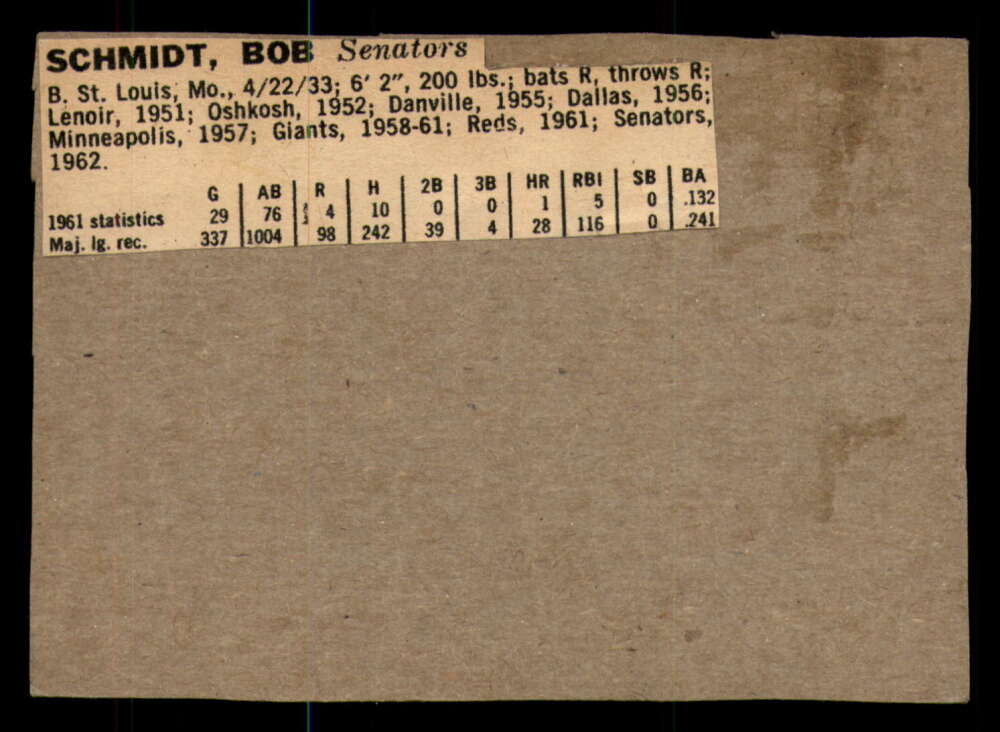 SCHMIDT, BOB Senators
B. St. Louis, Mo., 4/22/33; 6' 2", 200 lbs.; bats R, throws R;
Lenoir, 1951; Oshkosh, 1952; Danville, 1955; Dallas, 1956;
Minneapolis, 1957; Giants, 1958-61; Reds, 1961; Senators,
1962.
G AB R H 2B 3B HR RBI SB BA
1961 statistics 29 76 4 10 0 0 1 5 0 .132
Maj. lg. rec. 337 1004 98 242 39 4 28 116 0 .241